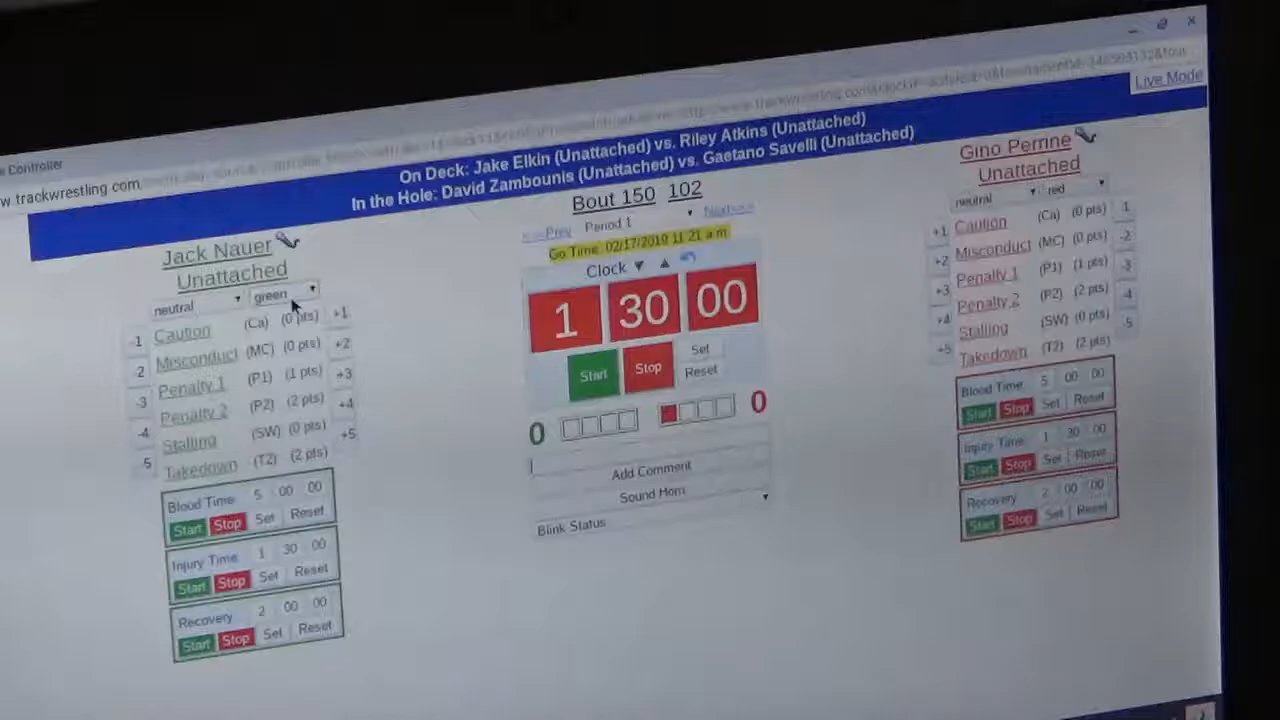 Live Mode
e Controller
w.trackwrestling.com
On Deck: Jake Elkin (Unattached) vs. Riley Atkins (Unattached)
In the Hole: David Zambounis (Unattached) vs. Gaetano Savelli (Unattached)
Jack Nauer
Unattached
neutral green
-1 Caution (Ca) (0 pts) +1
-2 Misconduct (MC) (0 pts) +2
-3 Penalty 1 (P1) (1 pts) +3
-4 Penalty 2 (P2) (2 pts) +4
-5 Stalling (SW) (0 pts) +5
Takedown (T2) (2 pts)
Blood Time 5 00 00
Start Stop Set Reset
Injury Time 1 30 00
Start Stop Set Reset
Recovery 2 00 00
Start Stop Set Reset
Bout 150 102
<<Prev Period 1 Next>>
Go Time: 02/17/2019 11:21 a.m.
Clock
1 30 00
Start Stop Set
Reset
0 0
Add Comment
Sound Horn
Blink Status
Gino Perrine
Unattached
neutral red
+1 Caution (Ca) (0 pts) -1
+2 Misconduct (MC) (0 pts) -2
+3 Penalty 1 (P1) (1 pts) -3
+4 Penalty 2 (P2) (2 pts) -4
+5 Stalling (SW) (0 pts) -5
Takedown (T2) (2 pts)
Blood Time 5 00 00
Start Stop Set Reset
Injury Time 1 30 00
Start Stop Set Reset
Recovery 2 00 00
Start Stop Set Reset